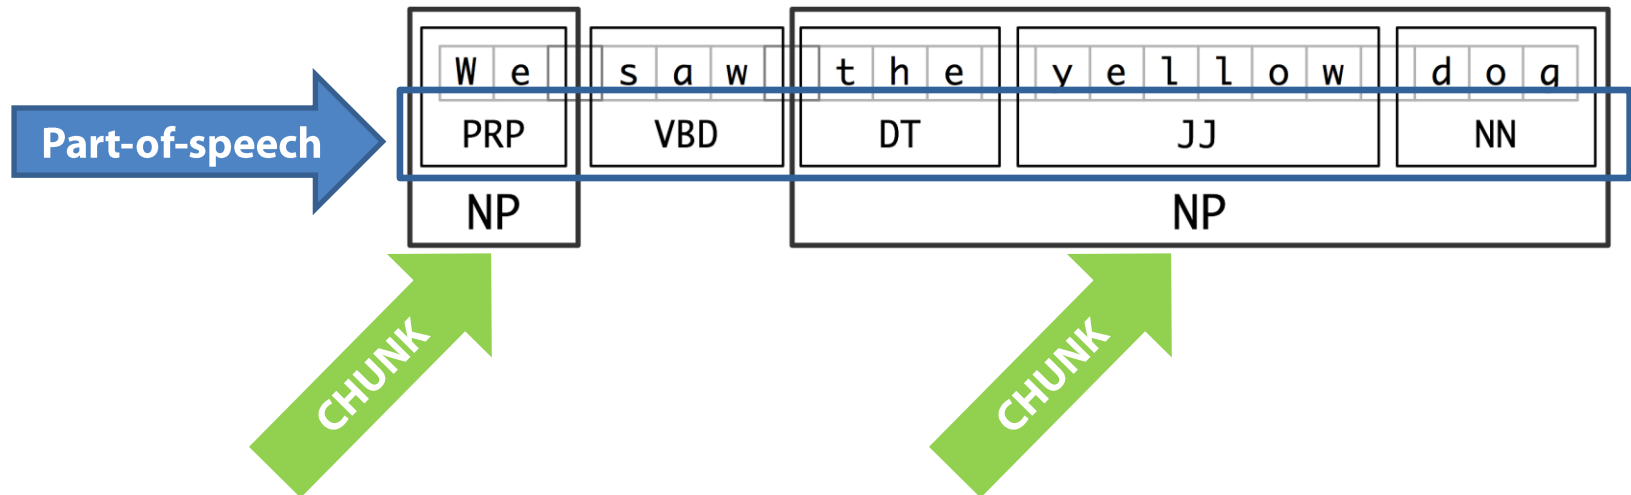 We saw the yellow dog
Part-of-speech PRP VBD DT JJ NN
NP NP
CHUNK CHUNK